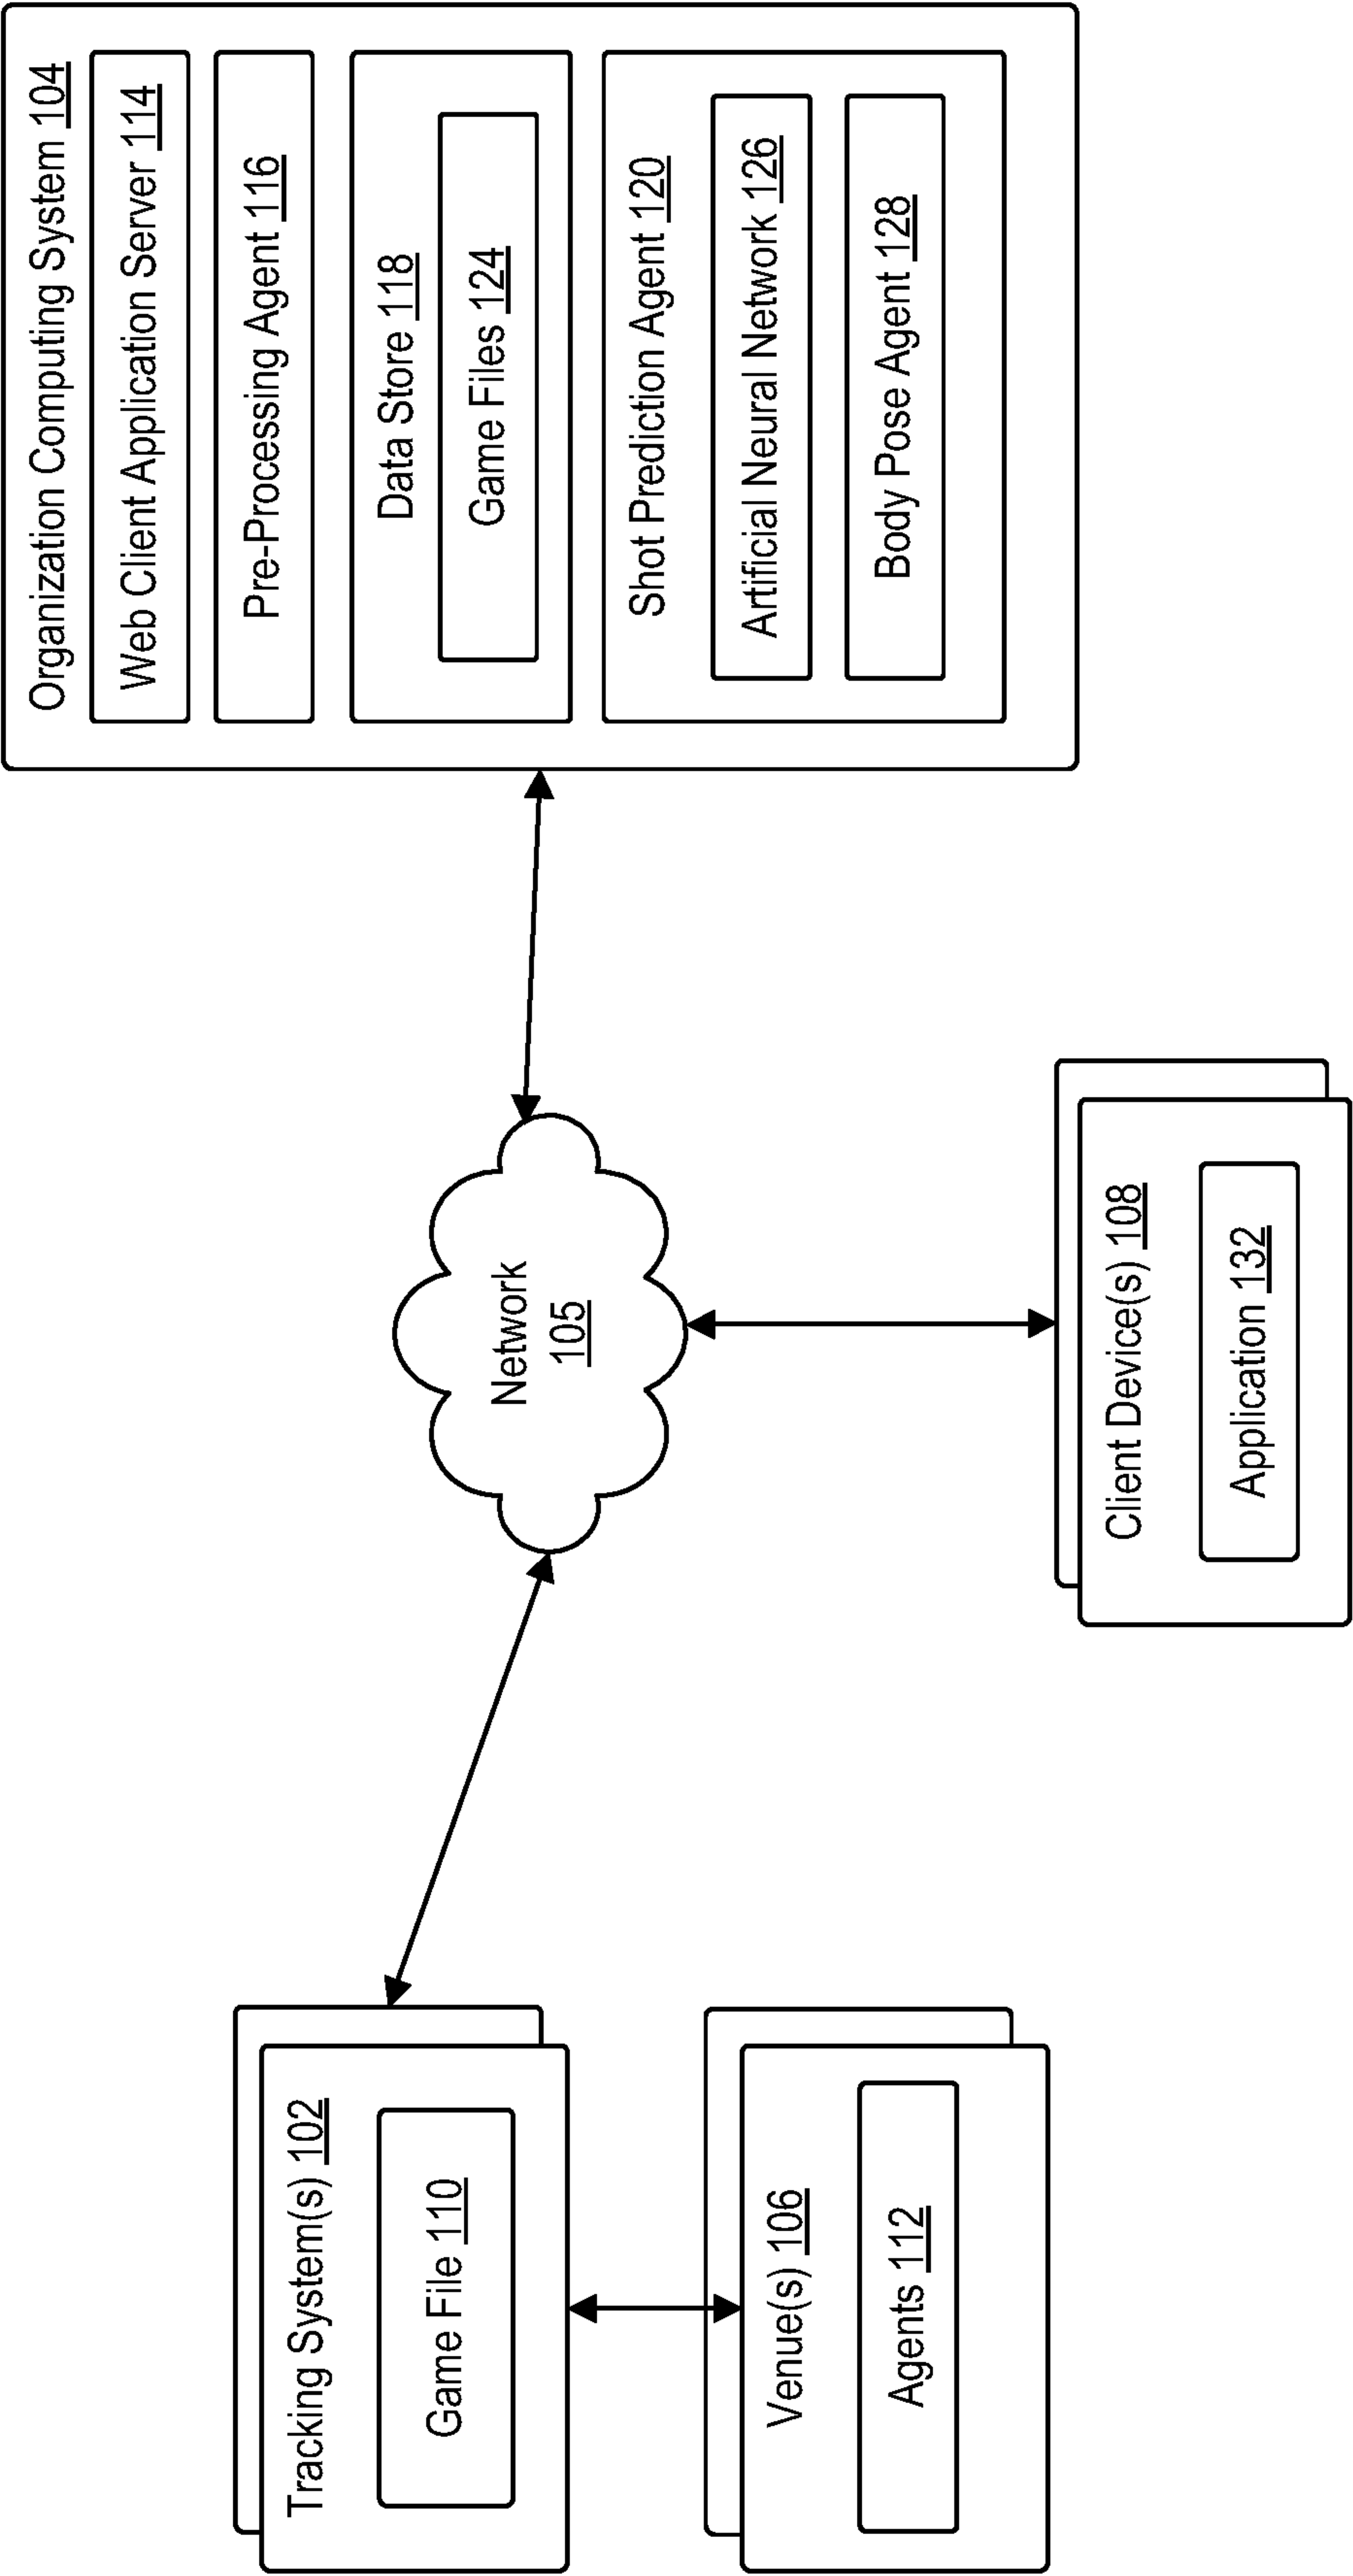 Tracking System(s) 102
Game File 110
Venue(s) 106
Agents 112
Network
105
Client Device(s) 108
Application 132
Organization Computing System 104
Web Client Application Server 114
Pre-Processing Agent 116
Data Store 118
Game Files 124
Shot Prediction Agent 120
Artificial Neural Network 126
Body Pose Agent 128